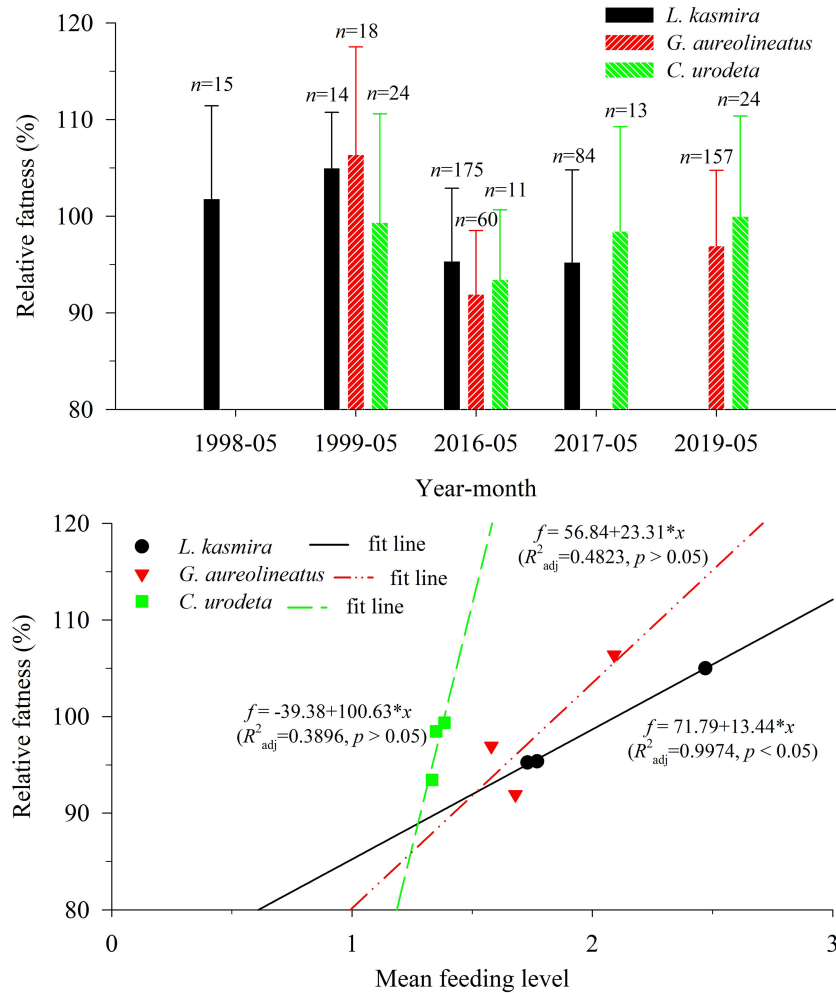 120
110
100
90
80
Relative fatness (%)
L. kasmira
G. aureolineatus
C. urodeta
n=15
n=14
n=18
n=24
n=175
n=60
n=11
n=84
n=13
n=157
n=24
1998-05
1999-05
2016-05
2017-05
2019-05
Year-month
120
110
100
90
80
Relative fatness (%)
L. kasmira fit line
G. aureolineatus fit line
C. urodeta fit line
f = 56.84+23.31*x
(R²adj=0.4823, p > 0.05)
f = -39.38+100.63*x
(R²adj=0.3896, p > 0.05)
f = 71.79+13.44*x
(R²adj=0.9974, p < 0.05)
0
1
2
3
Mean feeding level